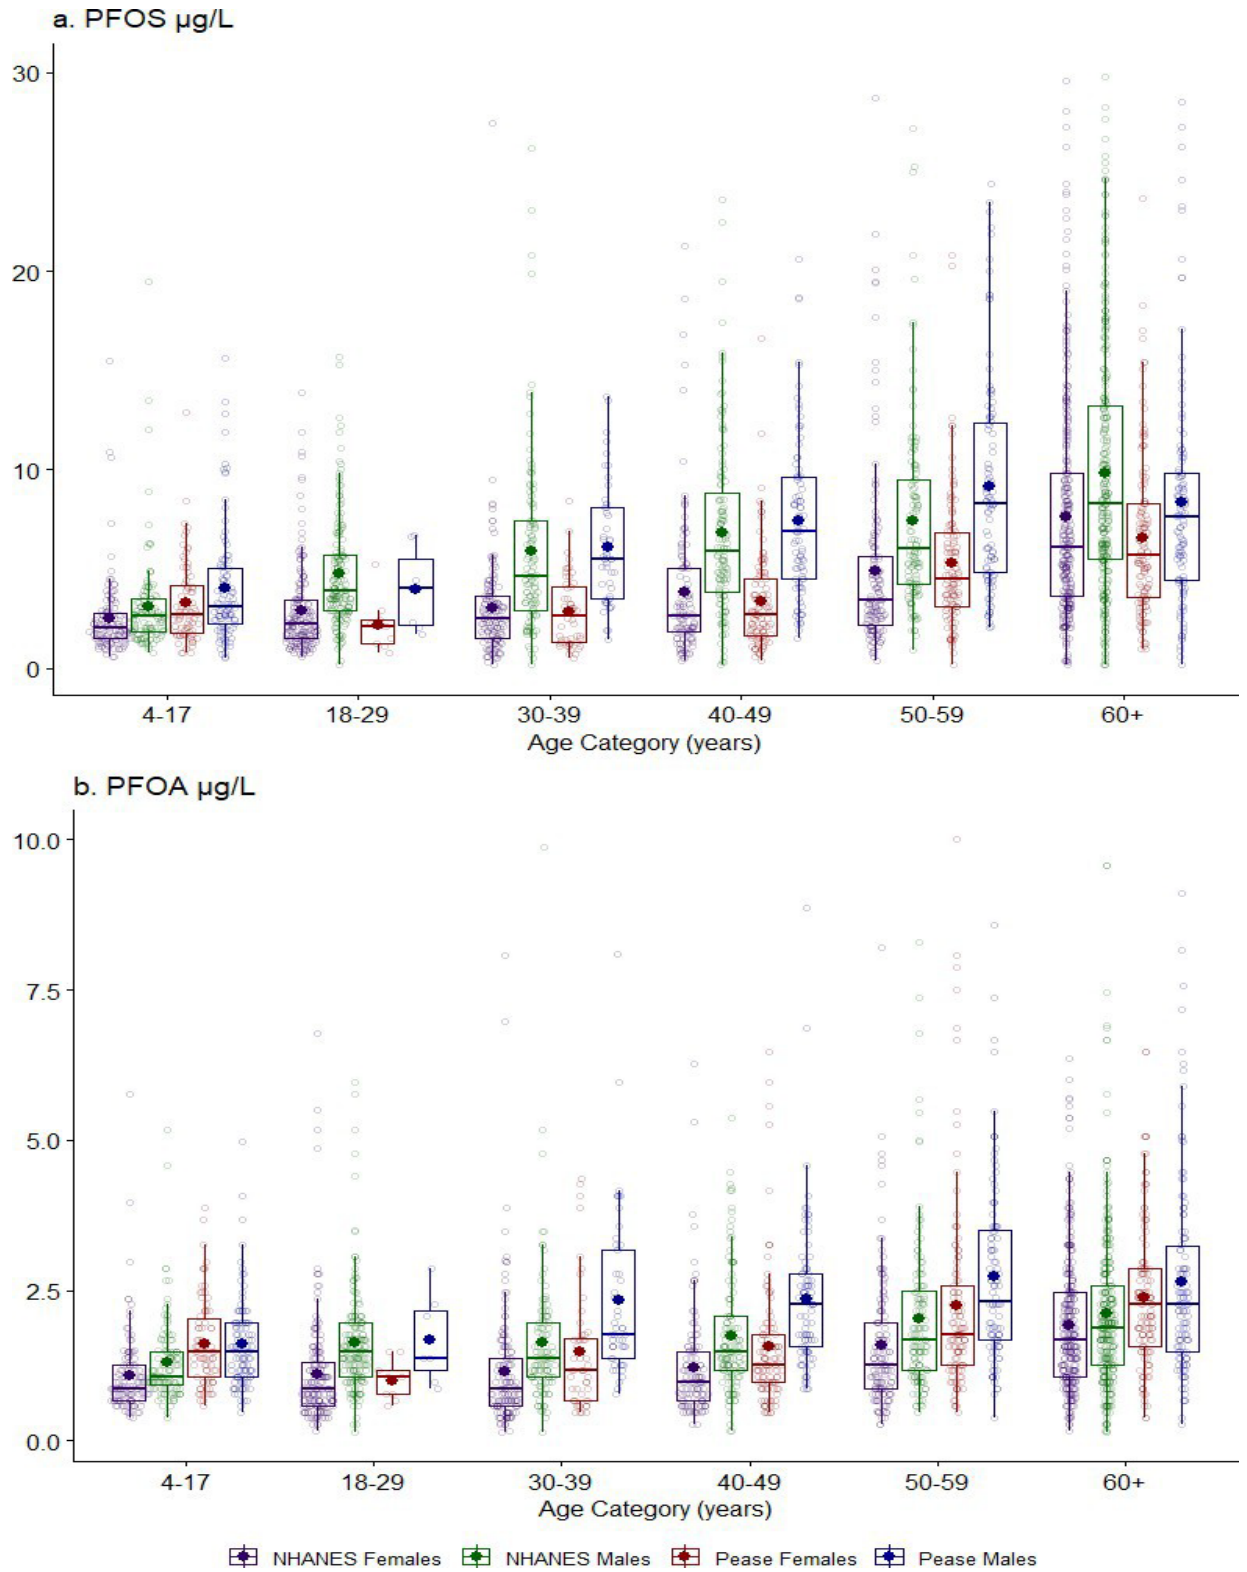 a. PFOS µg/L
30
20
10
0
4-17 18-29 30-39 40-49 50-59 60+
Age Category (years)
b. PFOA µg/L
10.0
7.5
5.0
2.5
0.0
4-17 18-29 30-39 40-49 50-59 60+
Age Category (years)
NHANES Females NHANES Males Pease Females Pease Males